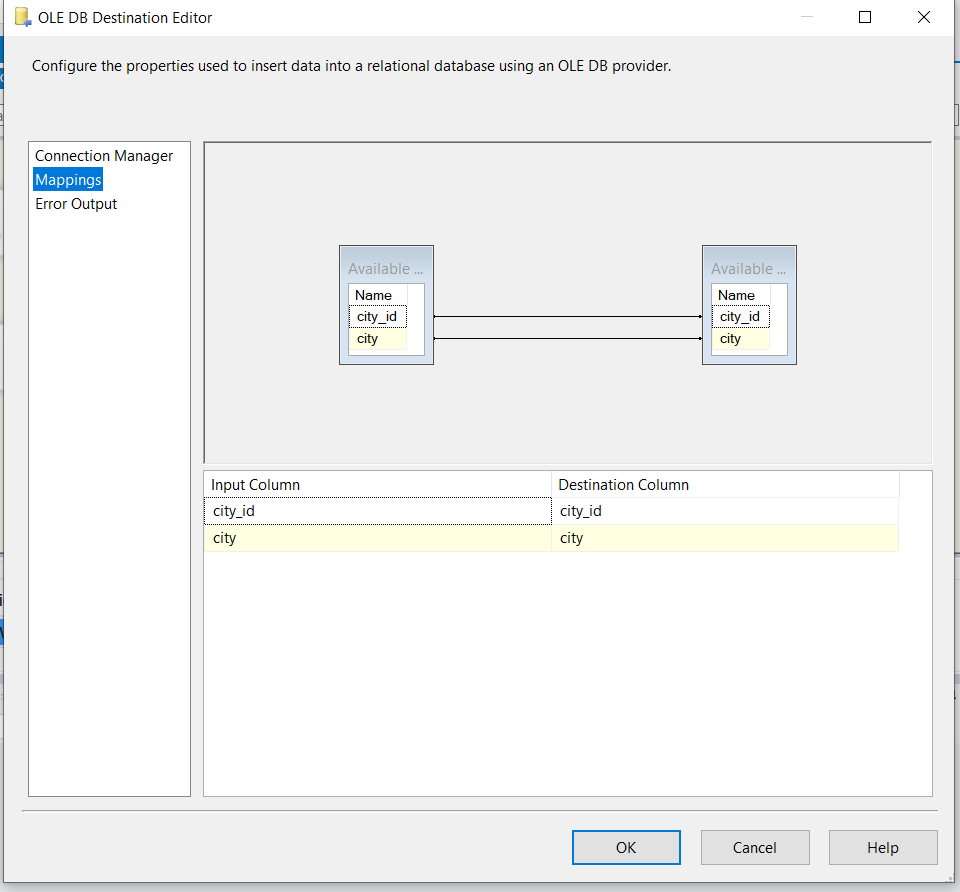 OLE DB Destination Editor
Configure the properties used to insert data into a relational database using an OLE DB provider.
Connection Manager
Mappings
Error Output
Available ...
Name
city_id
city
Available ...
Name
city_id
city
Input Column Destination Column
city_id city_id
city city
OK Cancel Help